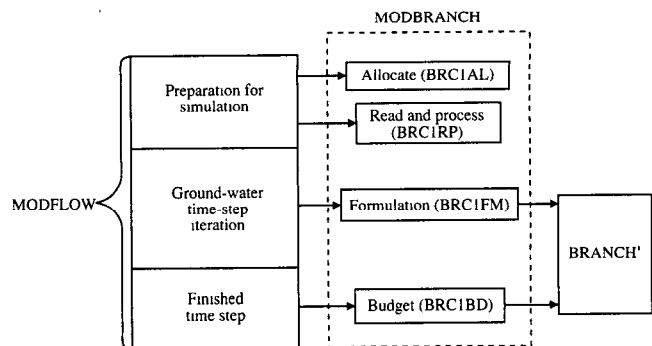 MODBRANCH
Preparation for
simulation
Allocate (BRC1AL)
Read and process
(BRC1RP)
MODFLOW
Ground-water
time-step
iteration
Formulation (BRC1FM)
BRANCH'
Finished
time step
Budget (BRC1BD)